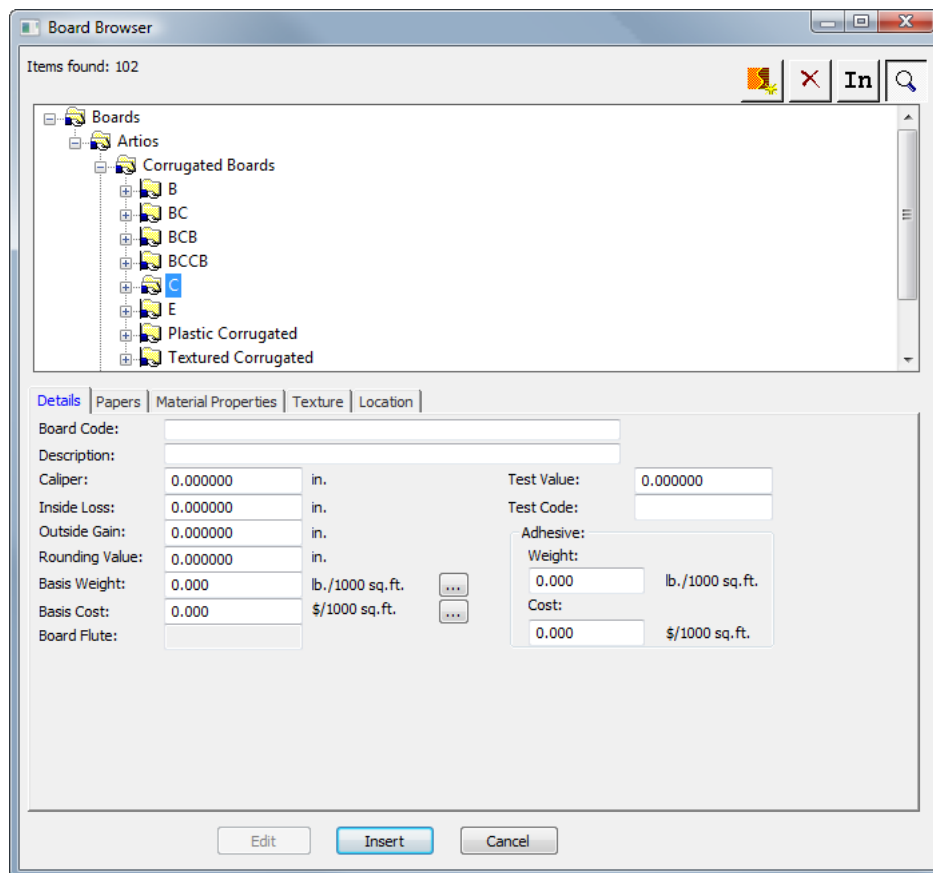 Board Browser
Items found: 102
In
Boards
Artios
Corrugated Boards
B
BC
BCB
BCCB
C
E
Plastic Corrugated
Textured Corrugated
Details Papers Material Properties Texture Location
Board Code:
Description:
Caliper: 0.000000 in. Test Value: 0.000000
Inside Loss: 0.000000 in. Test Code:
Outside Gain: 0.000000 in. Adhesive:
Rounding Value: 0.000000 in. Weight:
Basis Weight: 0.000 lb./1000 sq.ft. ... 0.000 lb./1000 sq.ft.
Basis Cost: 0.000 $/1000 sq.ft. ... Cost:
Board Flute: 0.000 $/1000 sq.ft.
Edit Insert Cancel